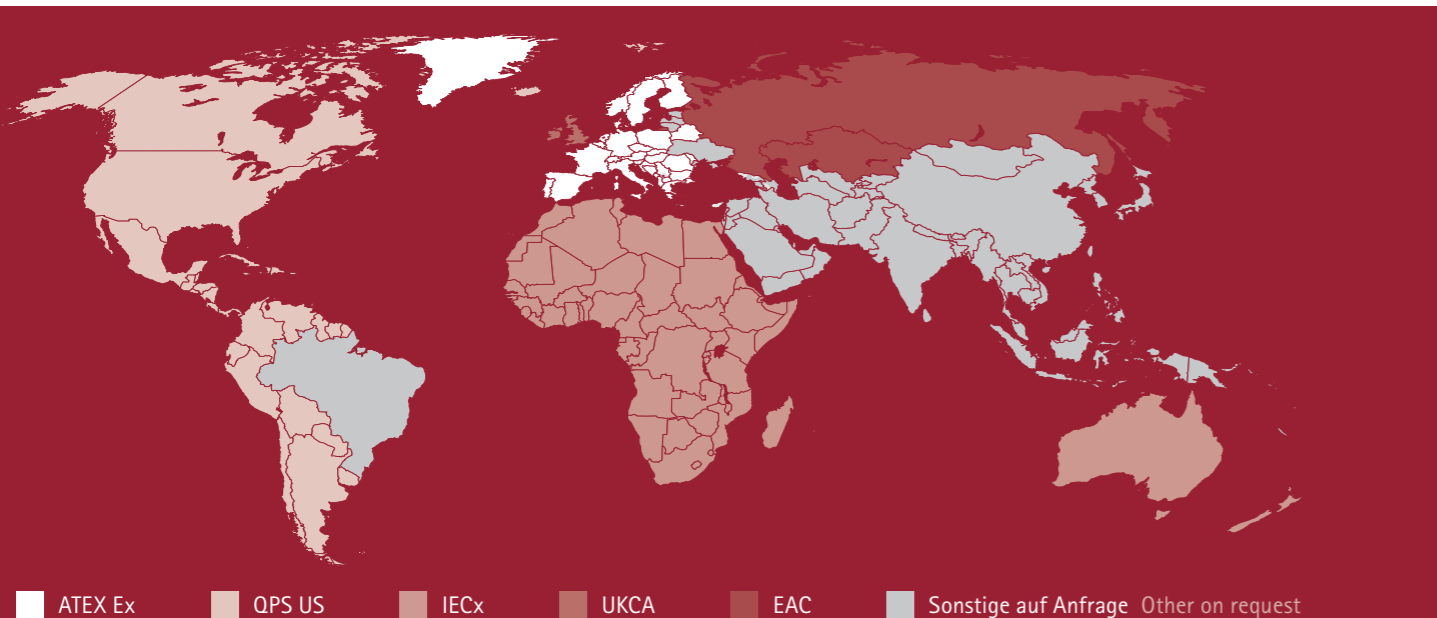 ATEX Ex QPS US IECx UKCA EAC Sonstige auf Anfrage Other on request